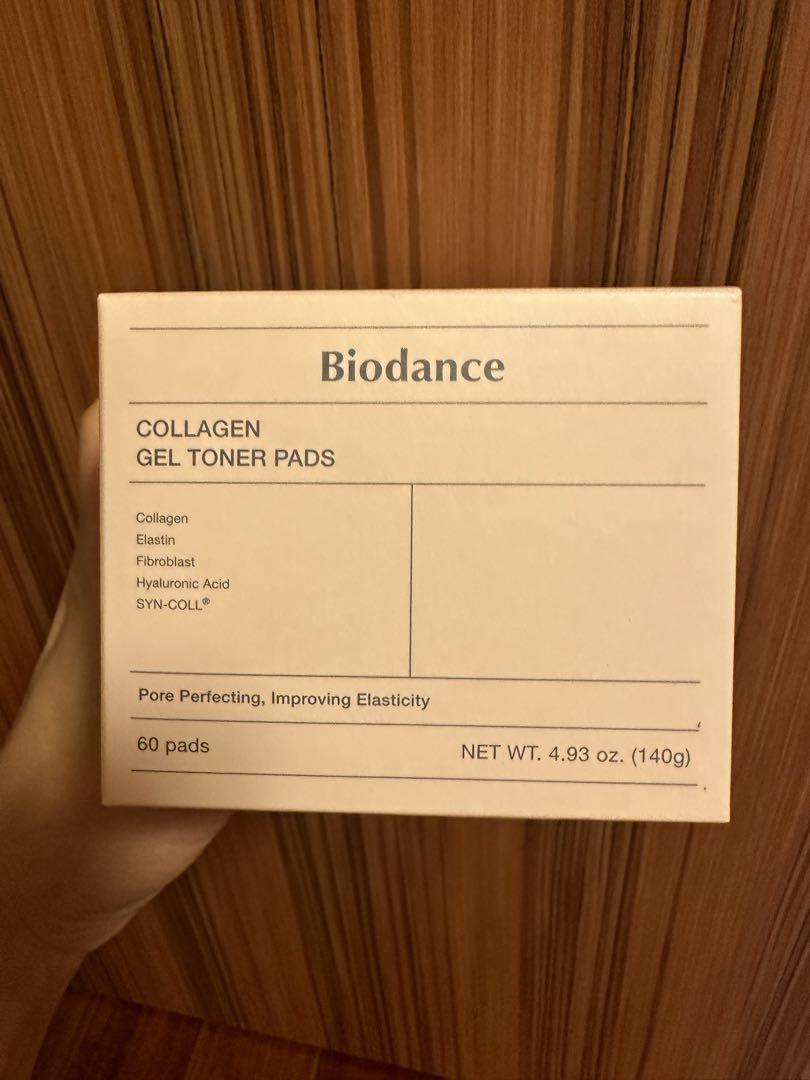 Biodance
COLLAGEN
GEL TONER PADS
Collagen
Elastin
Fibroblast
Hyaluronic Acid
SYN-COLL®
Pore Perfecting, Improving Elasticity
60 pads
NET WT. 4.93 oz. (140g)